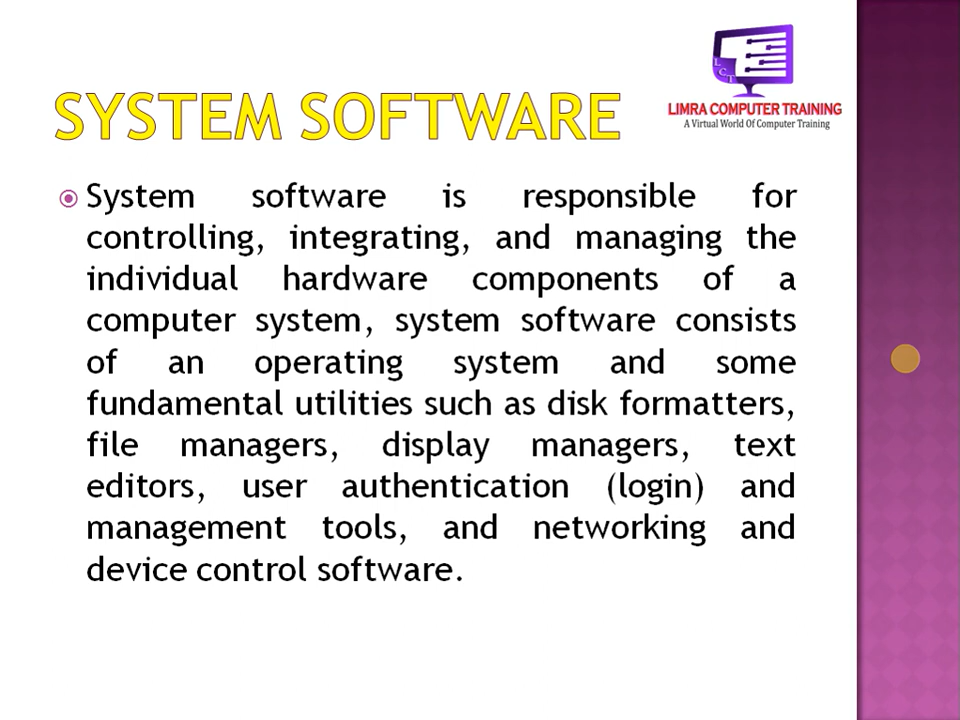 SYSTEM SOFTWARE
LCT
LIMRA COMPUTER TRAINING
A Virtual World Of Computer Training
System software is responsible for
controlling, integrating, and managing the
individual hardware components of a
computer system, system software consists
of an operating system and some
fundamental utilities such as disk formatters,
file managers, display managers, text
editors, user authentication (login) and
management tools, and networking and
device control software.